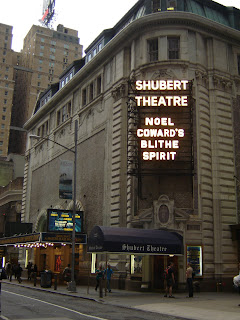 SHUBERT
THEATRE
NOEL
COWARD'S
BLITHE
SPIRIT
Shubert Theatre